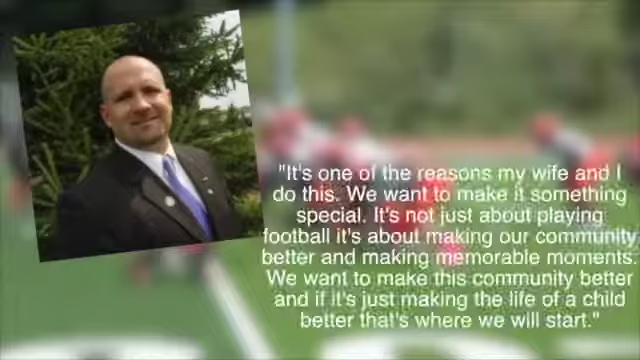 "It's one of the reasons my wife and I
do this. We want to make it something
special. It's not just about playing
football it's about making our community
better and making memorable moments.
We want to make this community better
and if it's just making the life of a child
better that's where we will start."